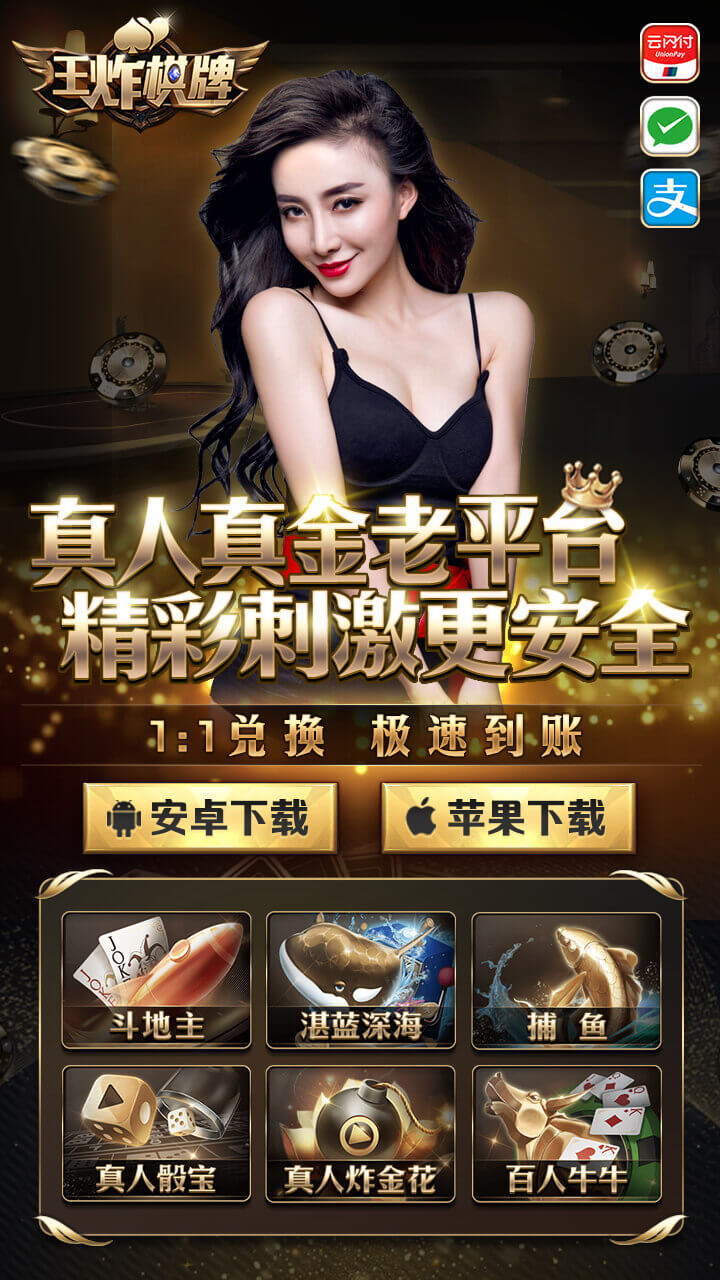 王炸棋牌
云闪付
UnionPay
支
真人真金老平台
精彩刺激更安全
1:1兑换 极速到账
安卓下载
苹果下载
JOKER
JOKER
斗地主
湛蓝深海
捕鱼
真人骰宝
真人炸金花
百人牛牛